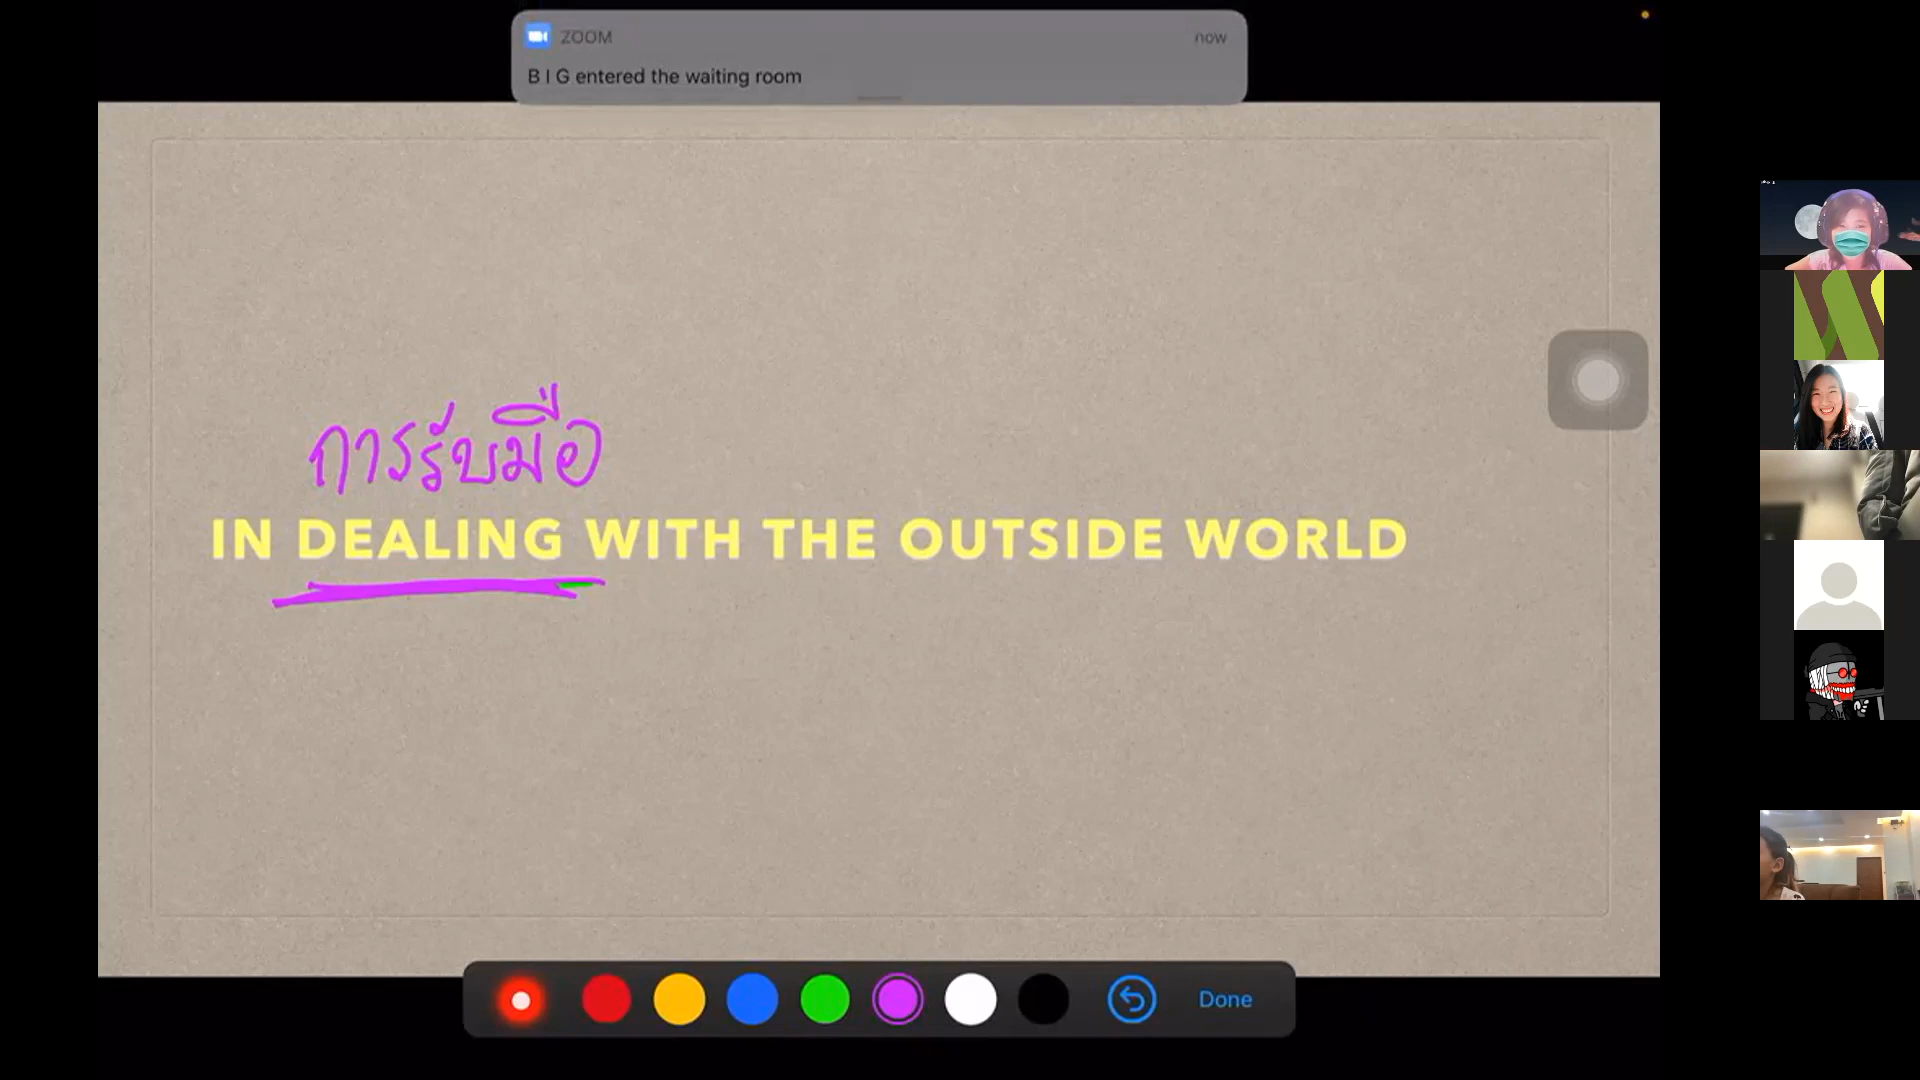 ZOOM now
B I G entered the waiting room
การรับมือ
IN DEALING WITH THE OUTSIDE WORLD
Done